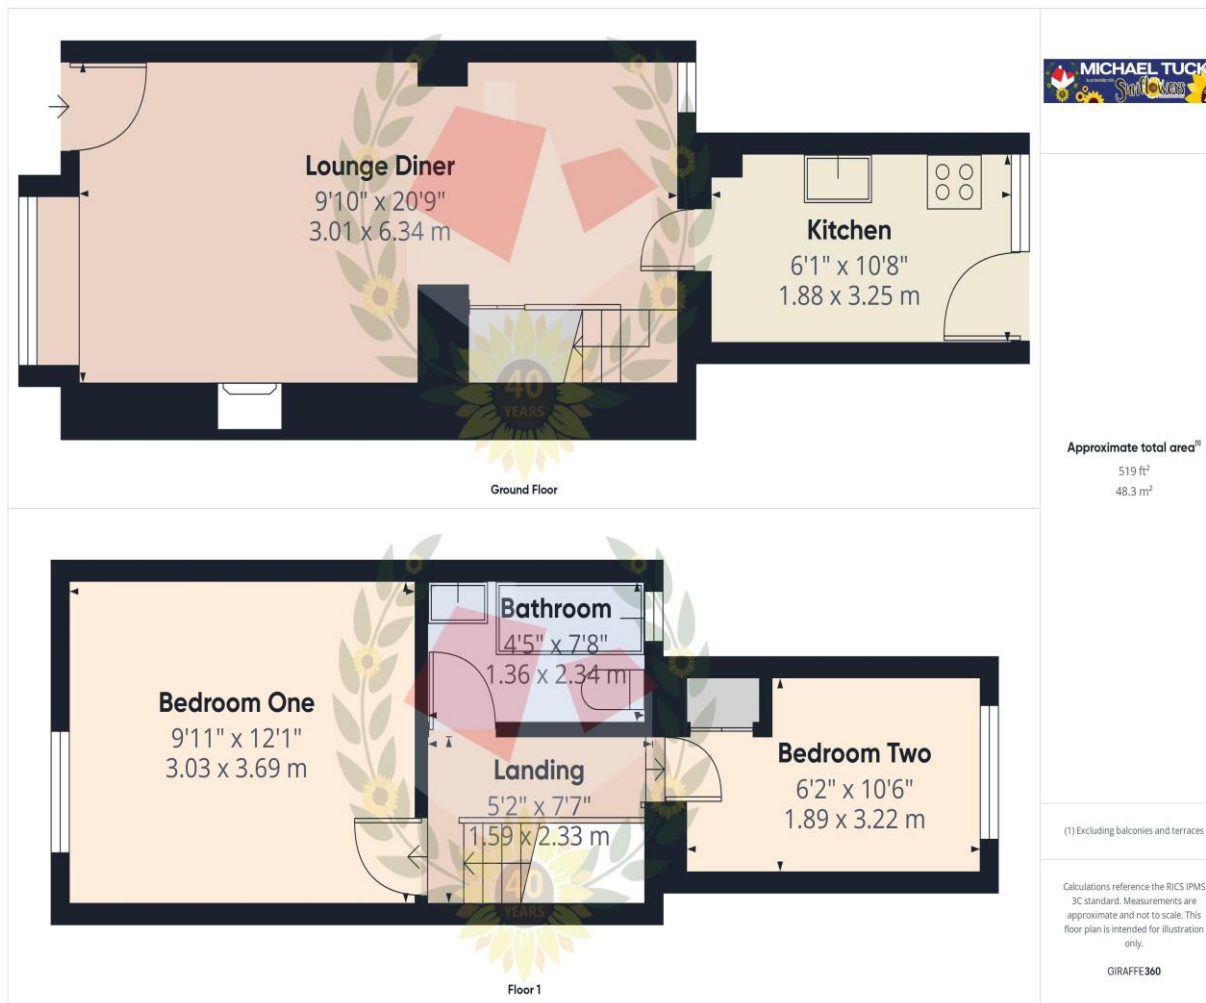 MICHAEL TUCK
Sunflowers
Lounge Diner
9'10" x 20'9"
3.01 x 6.34 m
Kitchen
6'1" x 10'8"
1.88 x 3.25 m
40
YEARS
Ground Floor
Approximate total area(1)
519 ft²
48.3 m²
Bathroom
4'5" x 7'8"
1.36 x 2.34 m
Bedroom One
9'11" x 12'1"
3.03 x 3.69 m
Landing
5'2" x 7'7"
1.59 x 2.33 m
Bedroom Two
6'2" x 10'6"
1.89 x 3.22 m
40
YEARS
Floor 1
(1) Excluding balconies and terraces
Calculations reference the RICS IPMS
3C standard. Measurements are
approximate and not to scale. This
floor plan is intended for illustration
only.
GIRAFFE360